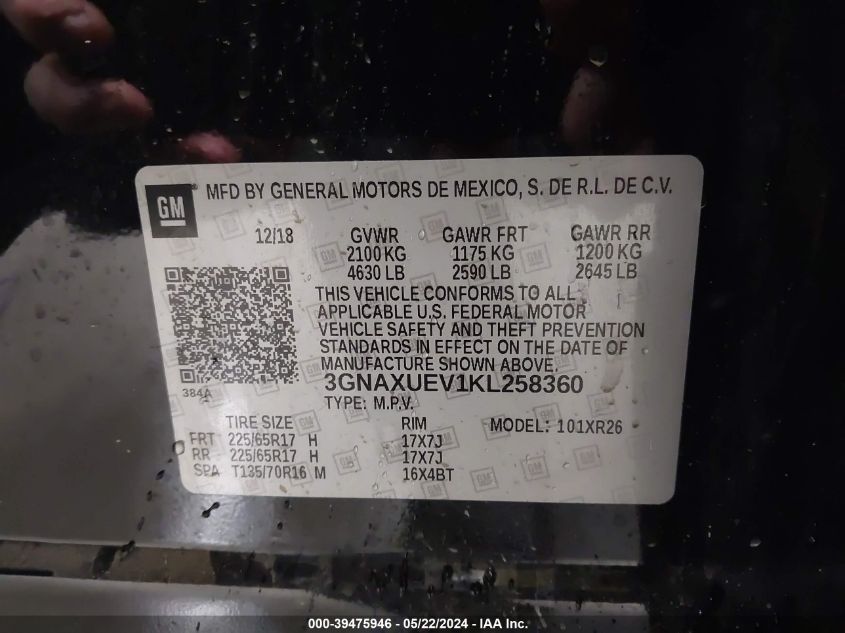 GM
MFD BY GENERAL MOTORS DE MEXICO, S. DE R.L. DE C.V.
12/18 GVWR GAWR FRT GAWR RR
2100 KG 1175 KG 1200 KG
4630 LB 2590 LB 2645 LB
THIS VEHICLE CONFORMS TO ALL
APPLICABLE U.S. FEDERAL MOTOR
VEHICLE SAFETY AND THEFT PREVENTION
STANDARDS IN EFFECT ON THE DATE OF
MANUFACTURE SHOWN ABOVE.
384A
3GNAXUEV1KL258360
TYPE: M.P.V.
TIRE SIZE RIM MODEL: 101XR26
FRT 225/65R17 H 17X7J
RR 225/65R17 H 17X7J
SPA T135/70R16 M 16X4BT
000-39475946 - 05/22/2024 - IAA Inc.